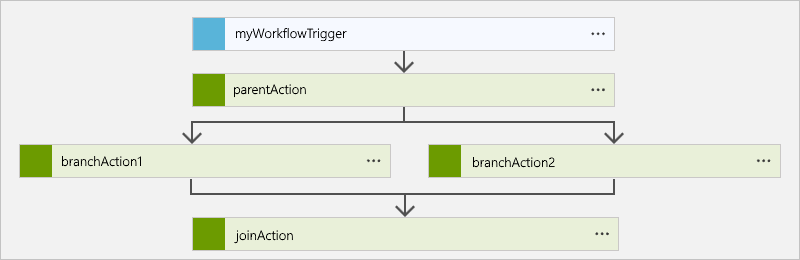 myWorkflowTrigger
parentAction
branchAction1
branchAction2
joinAction